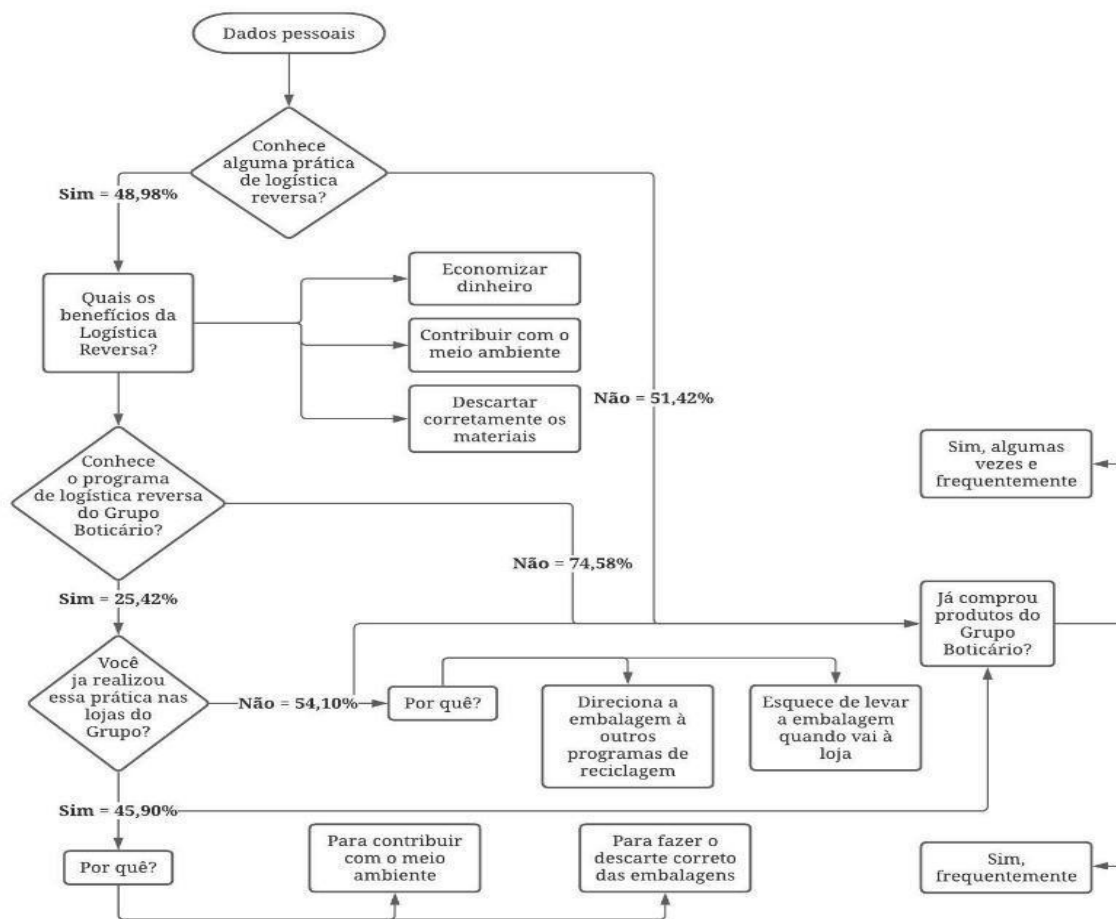 Dados pessoais
Conhece
alguma prática
de logística
reversa?
Sim = 48,98%
Economizar
dinheiro
Quais os
benefícios da
Logística
Reversa?
Contribuir com o
meio ambiente
Descartar
corretamente os
materiais
Não = 51,42%
Sim, algumas
vezes e
frequentemente
Conhece
o programa
de logística reversa
do Grupo
Boticário?
Não = 74,58%
Sim = 25,42%
Já comprou
produtos do
Grupo
Boticário?
Você
ja realizou
essa prática nas
lojas do
Grupo?
Não = 54,10%
Por quê?
Direciona a
embalagem à
outros
programas de
reciclagem
Esquece de levar
a embalagem
quando vai à
loja
Sim = 45,90%
Por quê?
Para contribuir
com o meio
ambiente
Para fazer o
descarte correto
das embalagens
Sim,
frequentemente